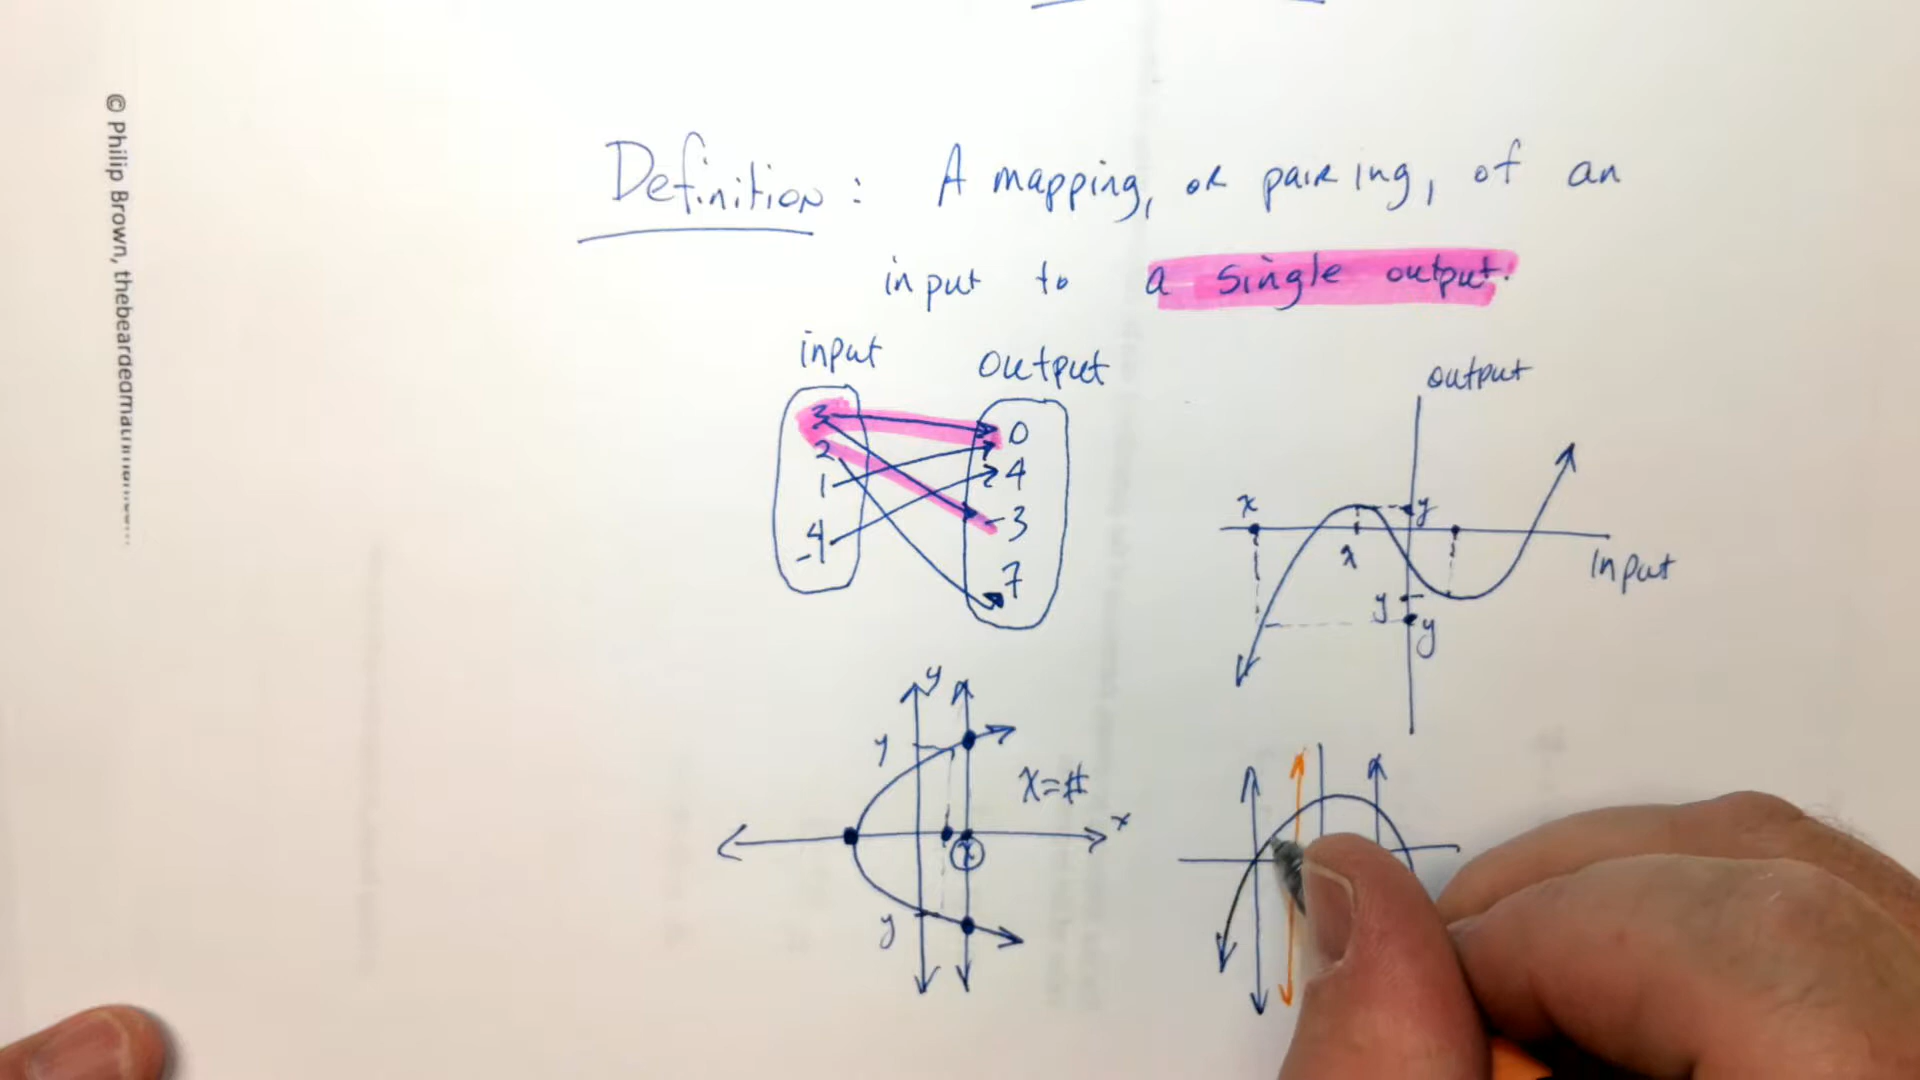 Definition: A mapping, or pairing, of an
input to a single output.
input output
3 0
2 4
1 -3
-4 7
output
x y
x
Input
y
y
y
y
x=#
x
x
y
© Philip Brown,